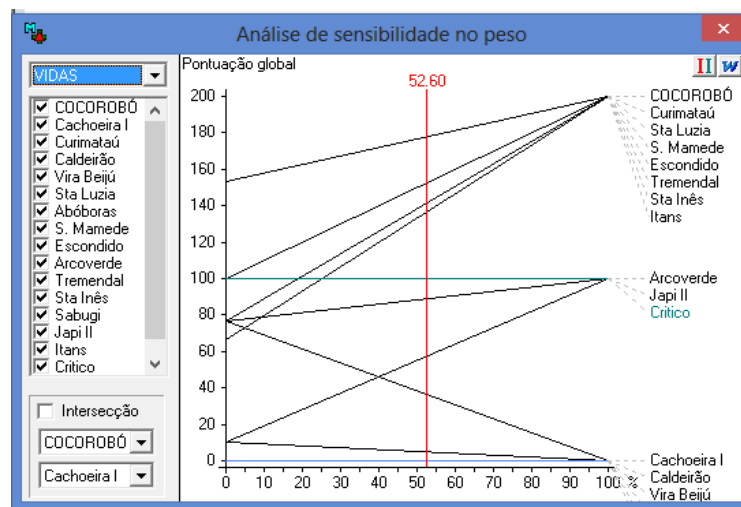 Análise de sensibilidade no peso
VIDAS
COCOROBÓ
Cachoeira I
Curimataú
Caldeirão
Vira Beijú
Sta Luzia
Abóboras
S. Mamede
Escondido
Arcoverde
Tremendal
Sta Inês
Sabugi
Japi II
Itans
Critico
Intersecção
COCOROBÓ
Cachoeira I
Pontuação global
52.60
200
180
160
140
120
100
80
60
40
20
0
0 10 20 30 40 50 60 70 80 90 100 %
COCOROBÓ
Curimataú
Sta Luzia
S. Mamede
Escondido
Tremendal
Sta Inês
Itans
Arcoverde
Japi II
Critico
Cachoeira I
Caldeirão
Vira Beijú